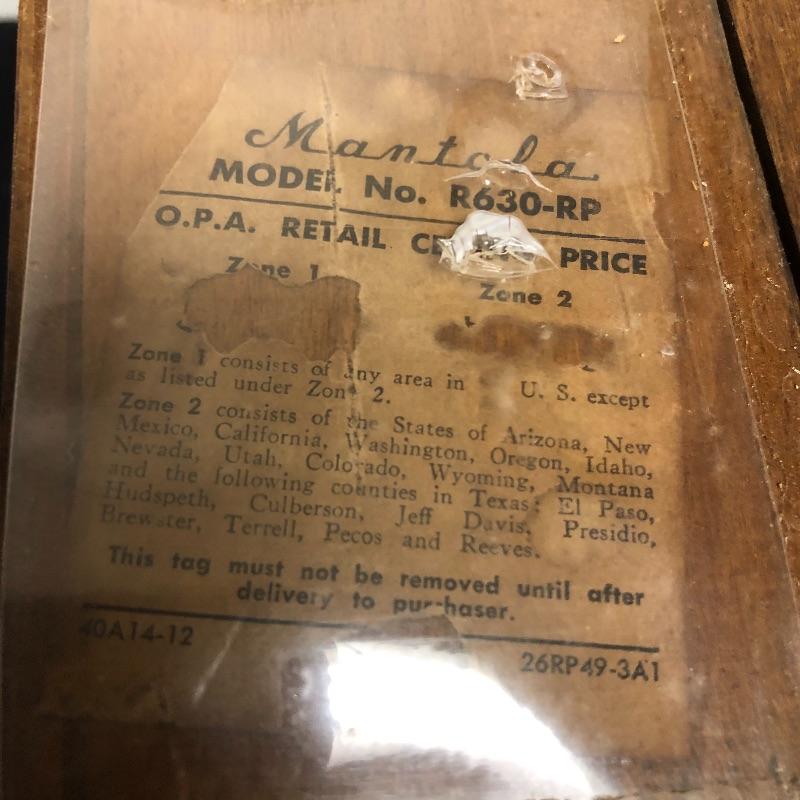 Mantola
MODEL No. R630-RP
O.P.A. RETAIL PRICE
Zone 1
Zone 2
Zone 1 consists of any area in U. S. except
as listed under Zone 2.
Zone 2 consists of the States of Arizona, New
Mexico, California, Washington, Oregon, Idaho,
Nevada, Utah, Colorado, Wyoming, Montana
and the following counties in Texas: El Paso,
Hudspeth, Culberson, Jeff Davis, Presidio,
Brewster, Terrell, Pecos and Reeves.
This tag must not be removed until after
delivery to purchaser.
40A14-12
26RP49-3A1